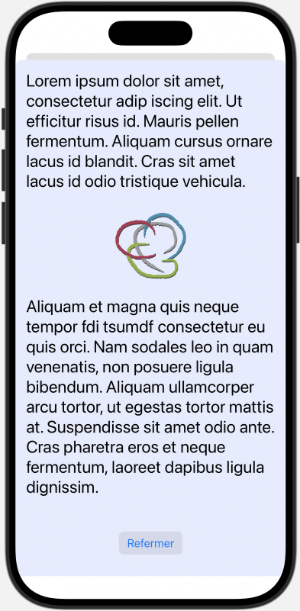 Lorem ipsum dolor sit amet,
consectetur adip iscing elit. Ut
efficitur risus id. Mauris pellen
fermentum. Aliquam cursus ornare
lacus id blandit. Cras sit amet
lacus id odio tristique vehicula.
Aliquam et magna quis neque
tempor fdi tsumdf consectetur eu
quis orci. Nam sodales leo in quam
venenatis, non posuere ligula
bibendum. Aliquam ullamcorper
arcu tortor, ut egestas tortor mattis
at. Suspendisse sit amet odio ante.
Cras pharetra eros et neque
fermentum, laoreet dapibus ligula
dignissim.
Refermer